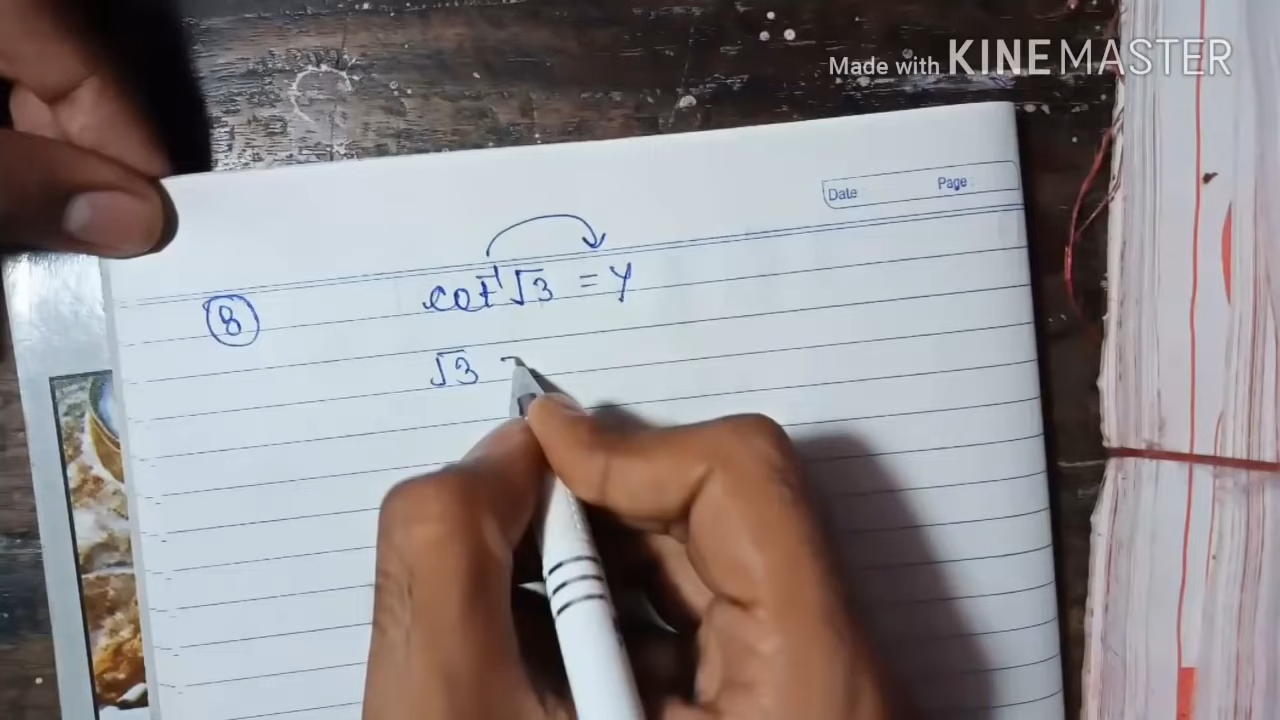 Made with KINEMASTER
Date Page
⑧ cot⁻¹√3 = y
√3